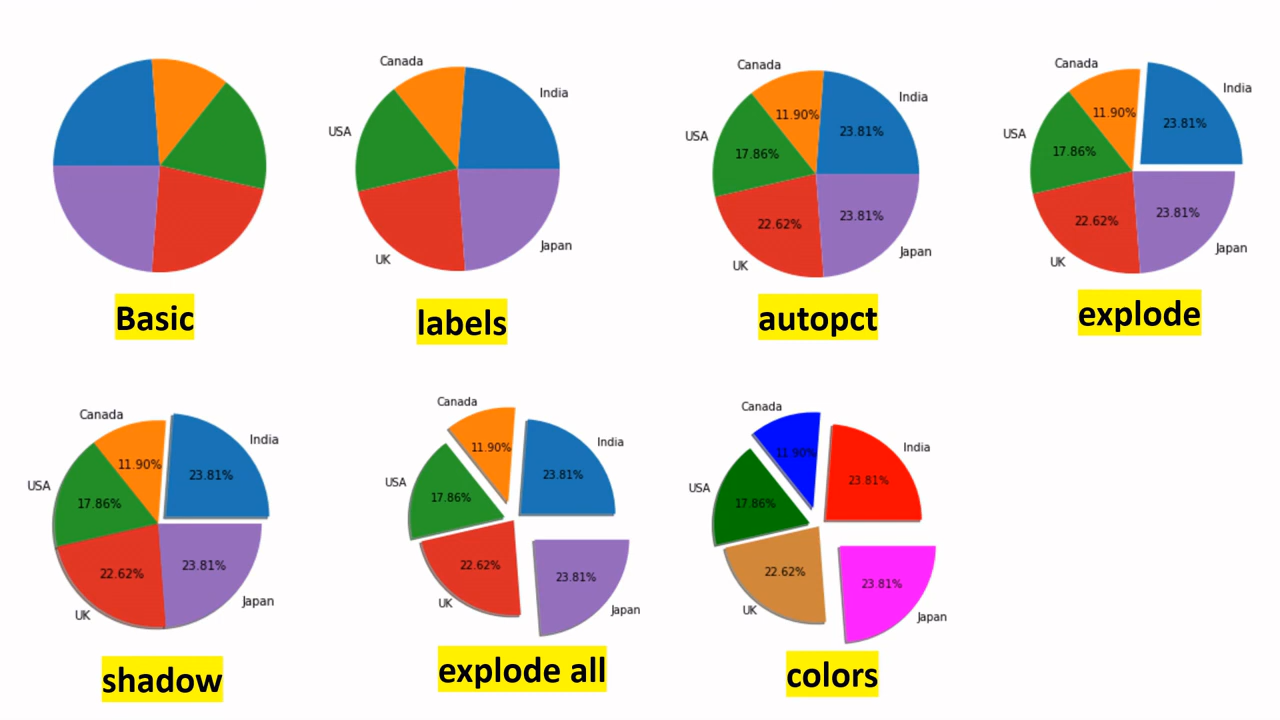 Canada
India
USA
UK
Japan
Canada
India
USA
UK
Japan
11.90%
23.81%
17.86%
22.62%
23.81%
Canada
India
USA
UK
Japan
11.90%
23.81%
17.86%
22.62%
23.81%
Basic
labels
autopct
explode
Canada
India
USA
UK
Japan
11.90%
23.81%
17.86%
22.62%
23.81%
Canada
India
USA
UK
Japan
11.90%
23.81%
17.86%
22.62%
23.81%
Canada
India
USA
UK
Japan
11.90%
23.81%
17.86%
22.62%
23.81%
shadow
explode all
colors